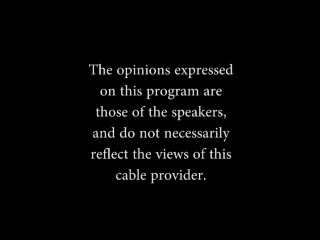 The opinions expressed
on this program are
those of the speakers,
and do not necessarily
reflect the views of this
cable provider.